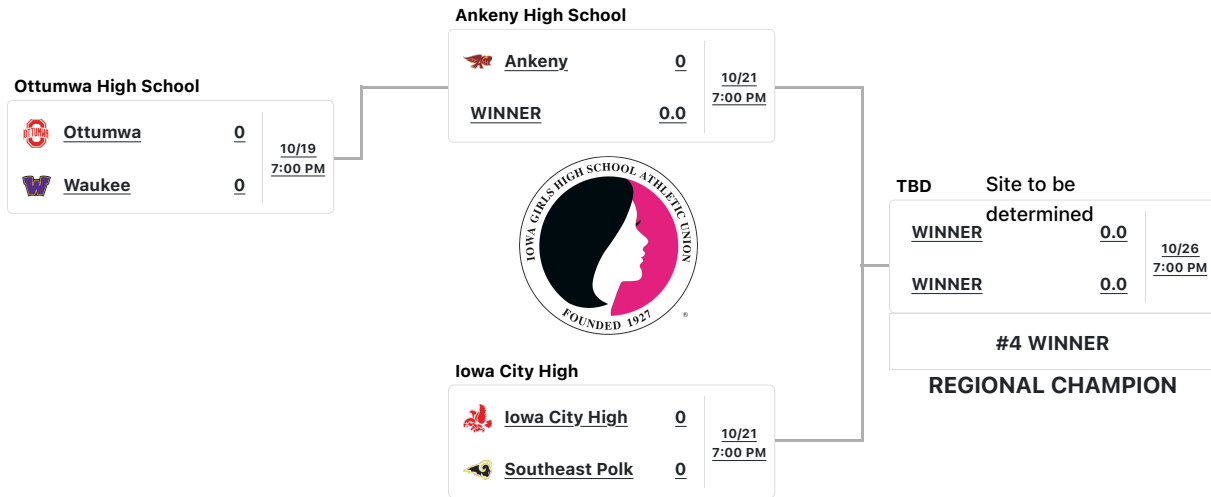 Ankeny High School
Ankeny 0
10/21
7:00 PM
WINNER 0.0
Ottumwa High School
OTTUMWA
Ottumwa 0
10/19
7:00 PM
W
Waukee 0
IOWA GIRLS HIGH SCHOOL ATHLETIC UNION
FOUNDED 1927
®
TBD
Site to be
determined
WINNER 0.0
10/26
7:00 PM
WINNER 0.0
#4 WINNER
REGIONAL CHAMPION
Iowa City High
Iowa City High 0
10/21
7:00 PM
Southeast Polk 0